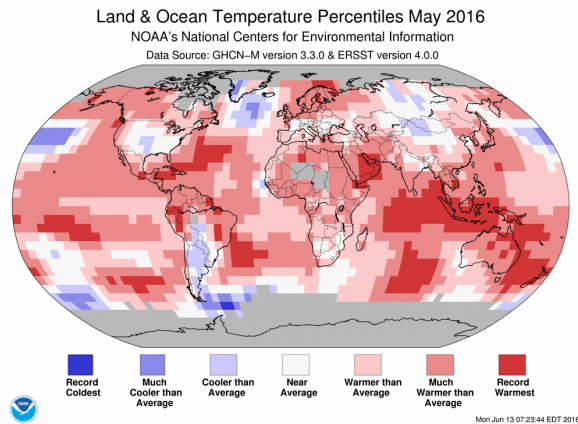 Land & Ocean Temperature Percentiles May 2016
NOAA's National Centers for Environmental Information
Data Source: GHCN–M version 3.3.0 & ERSST version 4.0.0
Record Coldest
Much Cooler than Average
Cooler than Average
Near Average
Warmer than Average
Much Warmer than Average
Record Warmest
NOAA
Mon Jun 13 07:23:44 EDT 2016